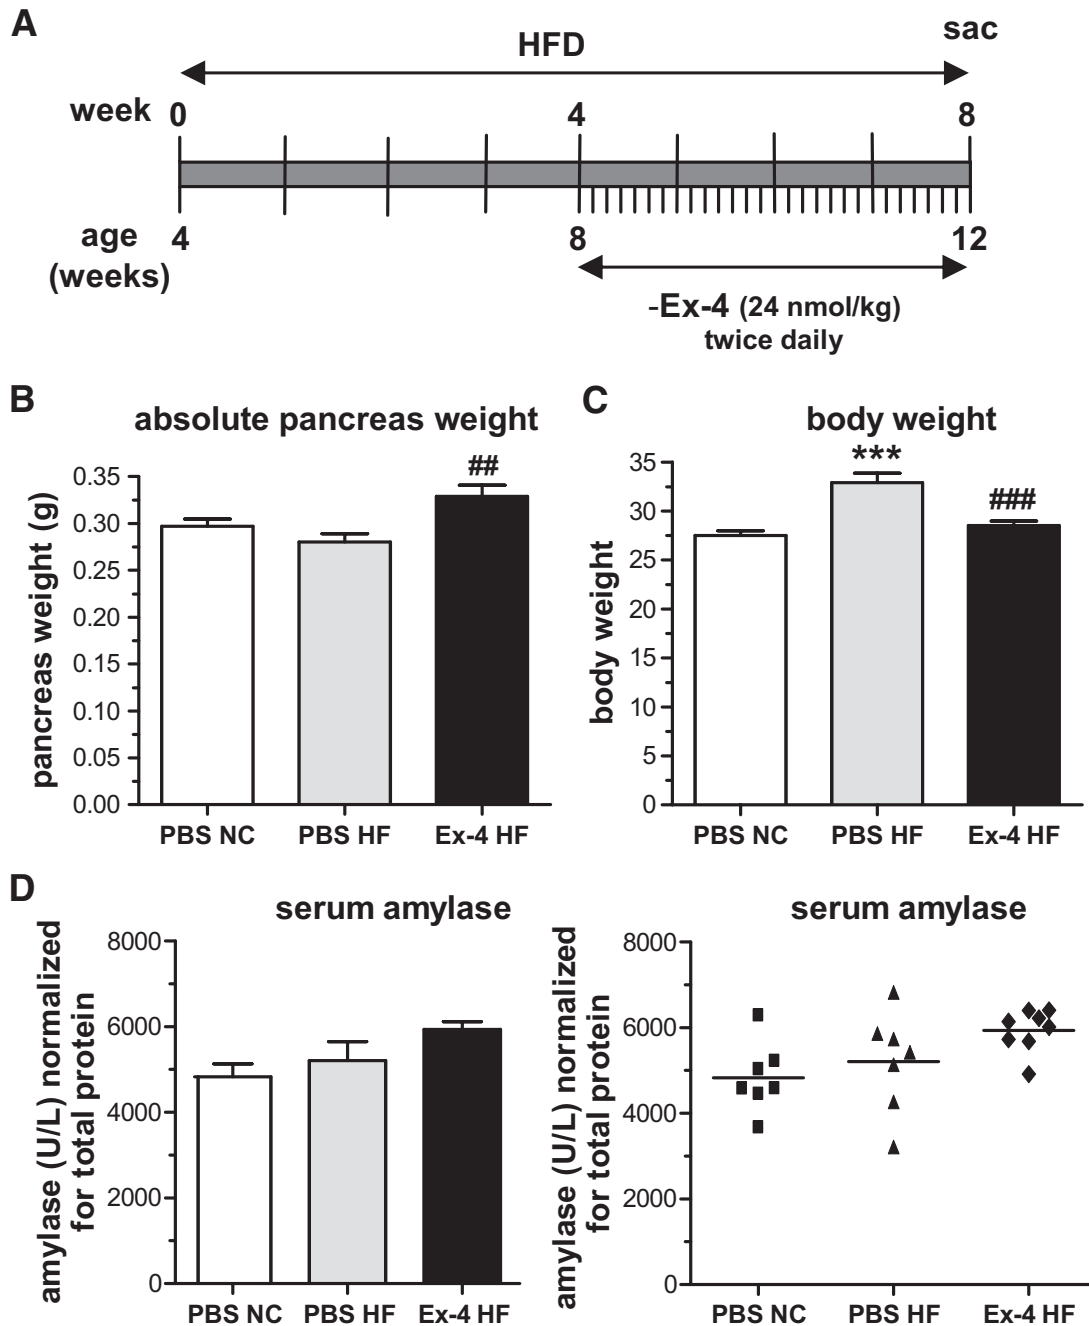 A
HFD
sac
week 0 4 8
age 4 8 12
(weeks)
-Ex-4 (24 nmol/kg)
twice daily
B
absolute pancreas weight
##
pancreas weight (g)
0.35
0.30
0.25
0.20
0.15
0.10
0.05
0.00
PBS NC PBS HF Ex-4 HF
C
body weight
***
###
body weight
35
30
25
20
15
10
5
0
PBS NC PBS HF Ex-4 HF
D
serum amylase
amylase (U/L) normalized
for total protein
8000
6000
4000
2000
0
PBS NC PBS HF Ex-4 HF
serum amylase
amylase (U/L) normalized
for total protein
8000
6000
4000
2000
0
PBS NC PBS HF Ex-4 HF